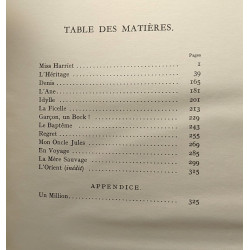 TABLE DES MATIÈRES.
Pages
Miss Harriet 1
L'Héritage 39
Denis 165
L'Ane 181
Idylle 201
La Ficelle 213
Garçon, un Bock ! 229
Le Baptême 243
Regret 255
Mon Oncle Jules 269
En Voyage 285
La Mère Sauvage 299
L'Orient (inédit) 325
APPENDICE.
Un Million 325